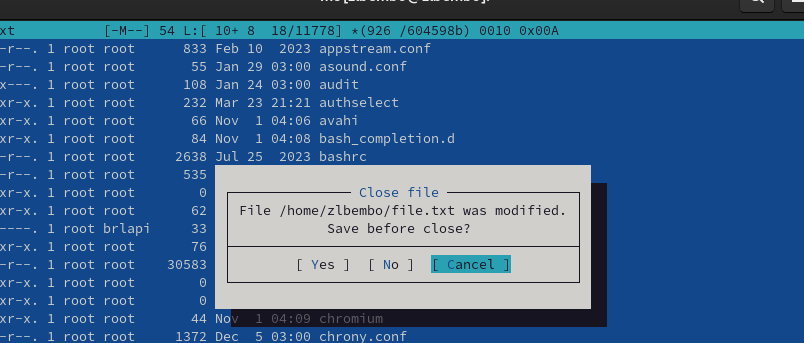 xt [-M--] 54 L:[ 10+ 8 18/11778] *(926 /604598b) 0010 0x00A
-r--. 1 root root 833 Feb 10 2023 appstream.conf
-r--. 1 root root 55 Jan 29 03:00 asound.conf
x---. 1 root root 108 Jan 24 03:00 audit
xr-x. 1 root root 232 Mar 23 21:21 authselect
xr-x. 1 root root 66 Nov 1 04:06 avahi
xr-x. 1 root root 84 Nov 1 04:08 bash_completion.d
-r--. 1 root root 2638 Jul 25 2023 bashrc
-r--. 1 root root 535
xr-x. 1 root root 0
xr-x. 1 root root 62
----. 1 root brlapi 33
xr-x. 1 root root 76
-r--. 1 root root 30583
xr-x. 1 root root 0
xr-x. 1 root root 0
xr-x. 1 root root 44 Nov 1 04:09 chromium
-r--. 1 root root 1372 Dec 5 03:00 chrony.conf
Close file
File /home/zlbembo/file.txt was modified.
Save before close?
[ Yes ] [ No ] [ Cancel ]